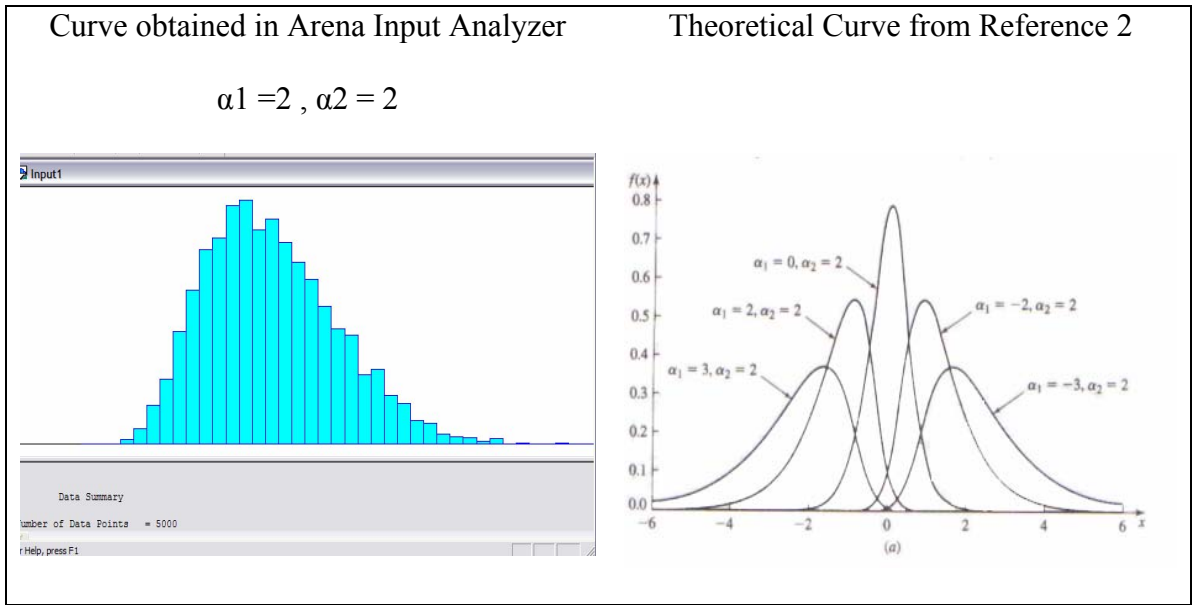 Curve obtained in Arena Input Analyzer
Theoretical Curve from Reference 2
α1 =2 , α2 = 2
Input1
Data Summary
umber of Data Points = 5000
r Help, press F1
f(x)
0.8
0.7
0.6
0.5
0.4
0.3
0.2
0.1
0.0
α₁ = 0, α₂ = 2
α₁ = 2, α₂ = 2
α₁ = −2, α₂ = 2
α₁ = 3, α₂ = 2
α₁ = −3, α₂ = 2
−6 −4 −2 0 2 4 6 x
(a)